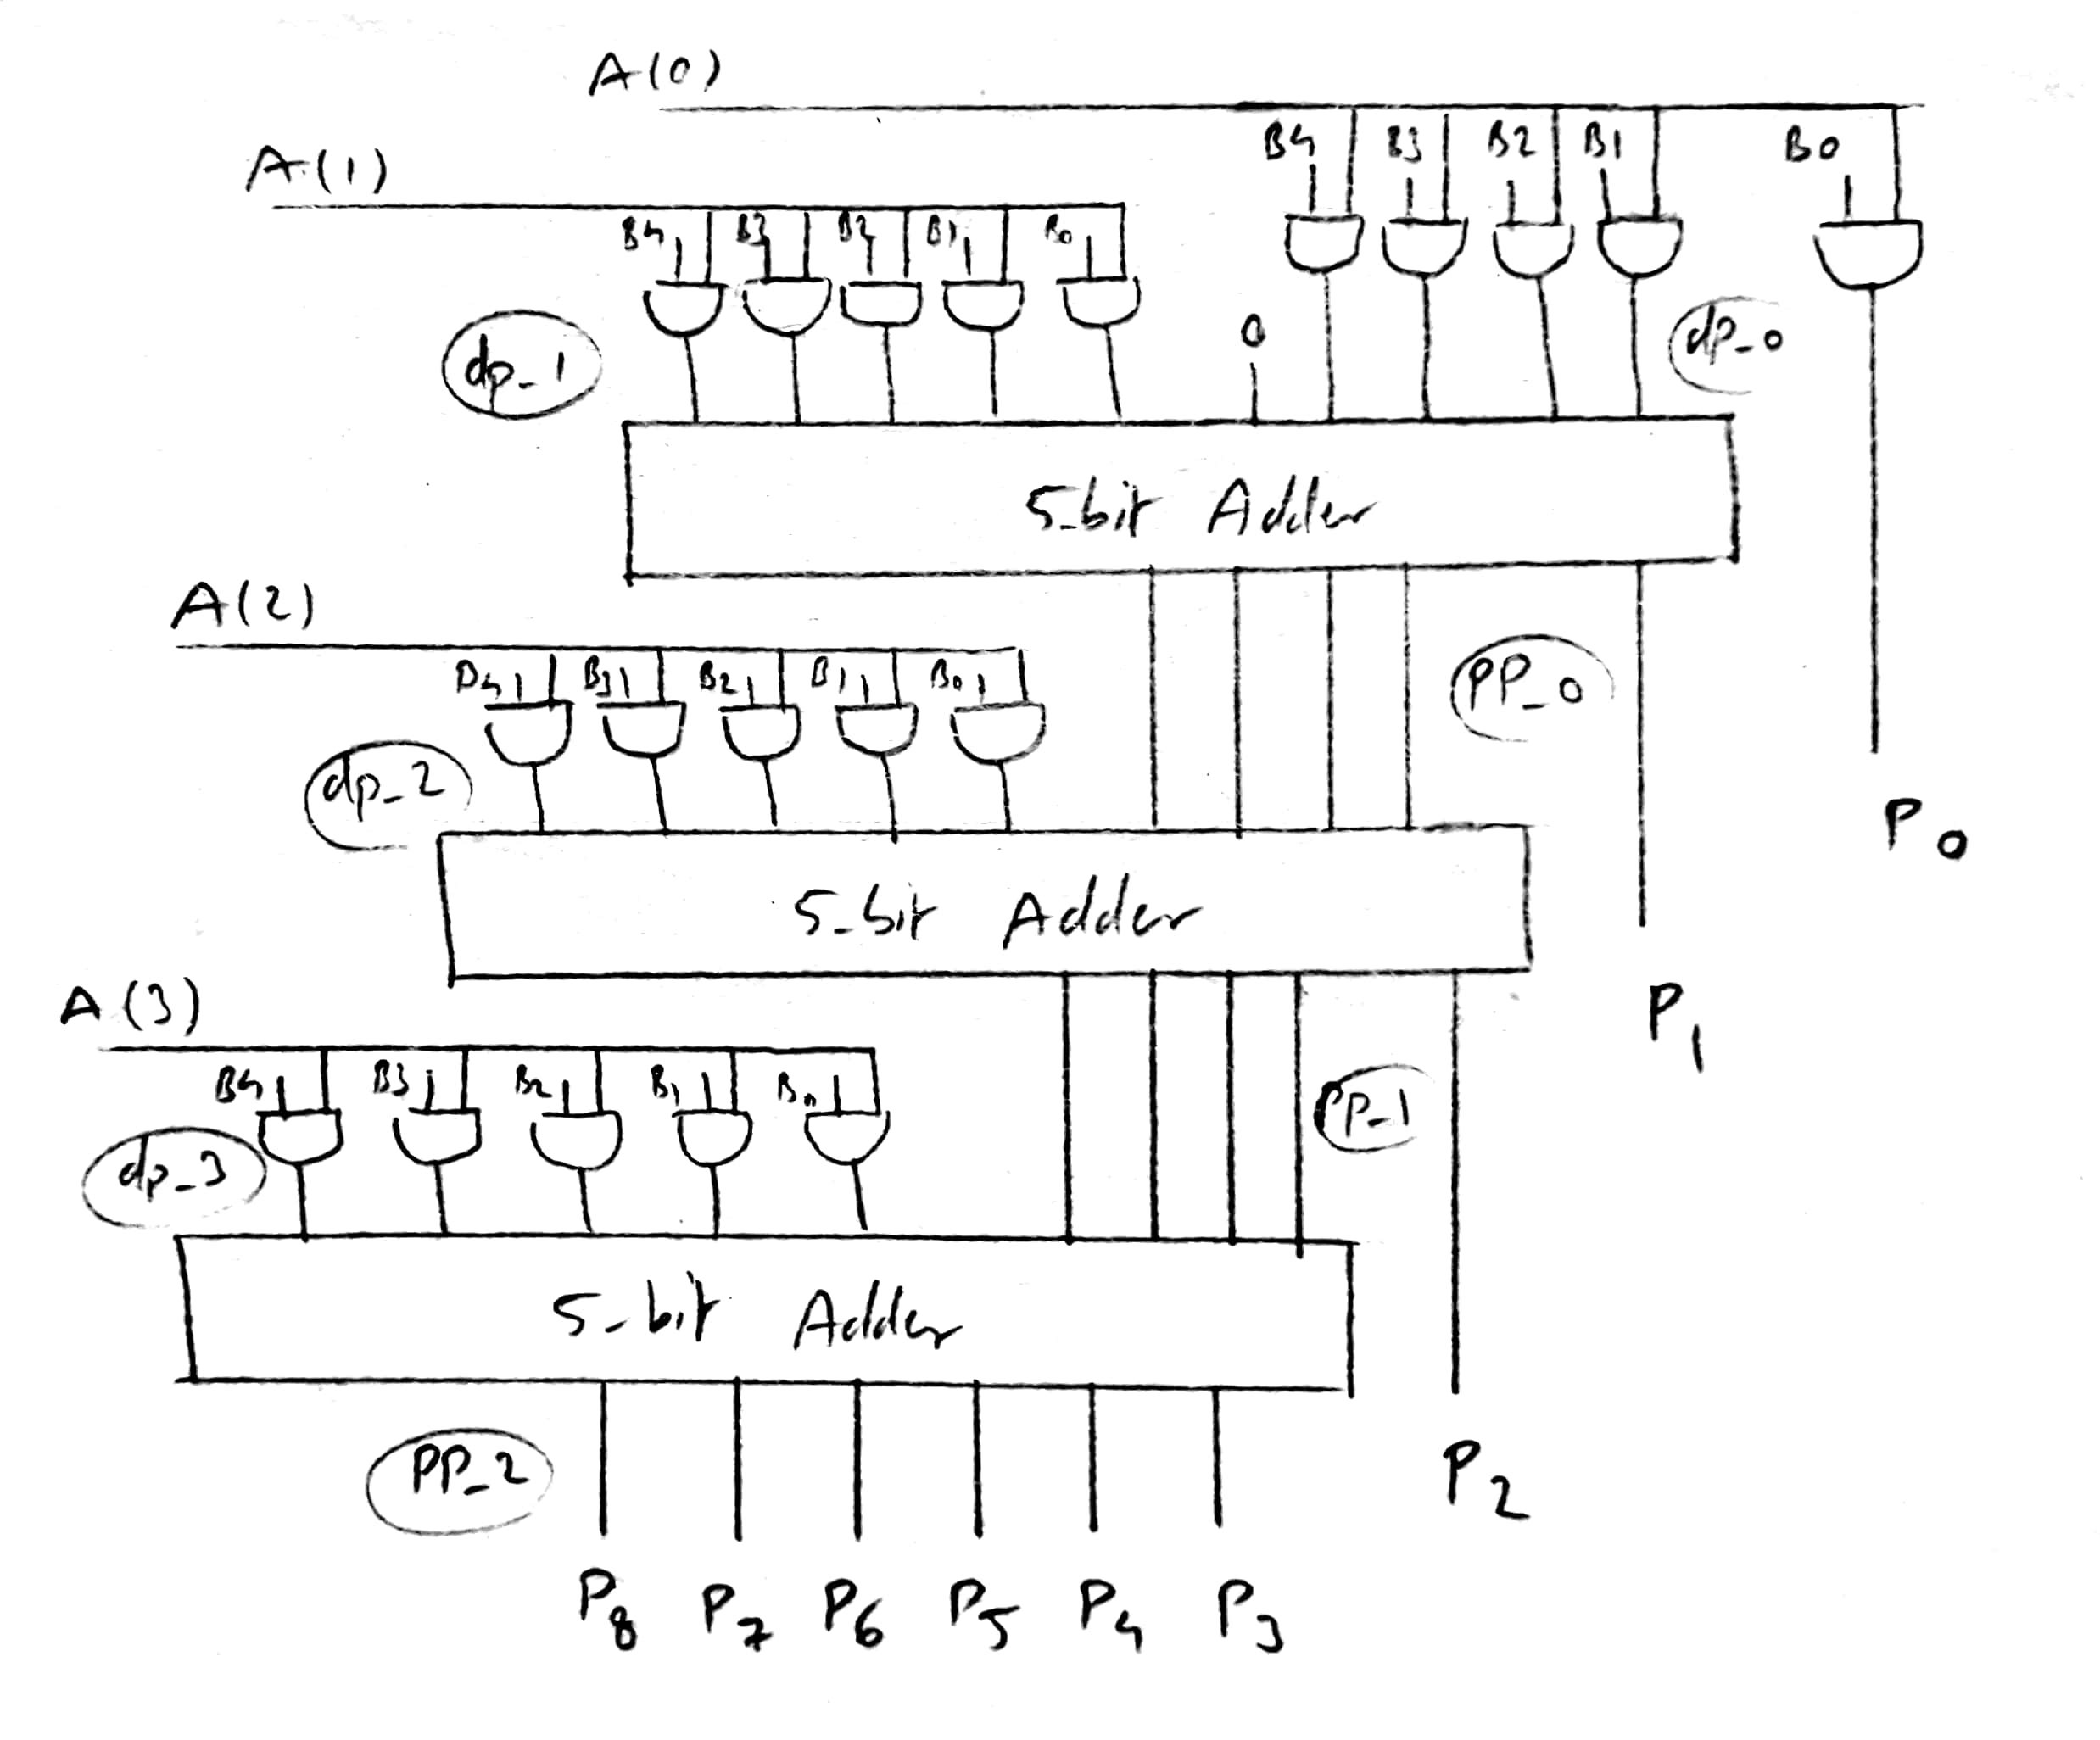 A(0)
B4 B3 B2 B1 B0
A(1)
B4 B3 B2 B1 B0
0
dp_0
dp_1
5-bit Adder
A(2)
PP_0
B4 B3 B2 B1 B0
dp_2
P0
5-bit Adder
A(3)
P1
B4 B3 B2 B1 B0
PP_1
dp_3
5-bit Adder
PP_2
P2
P8 P7 P6 P5 P4 P3